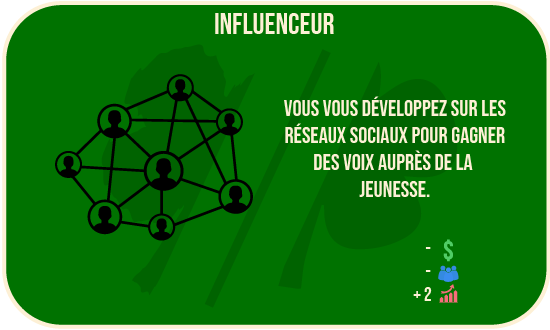 INFLUENCEUR
VOUS VOUS DÉVELOPPEZ SUR LES
RÉSEAUX SOCIAUX POUR GAGNER
DES VOIX AUPRÈS DE LA
JEUNESSE.
- $
-
+ 2